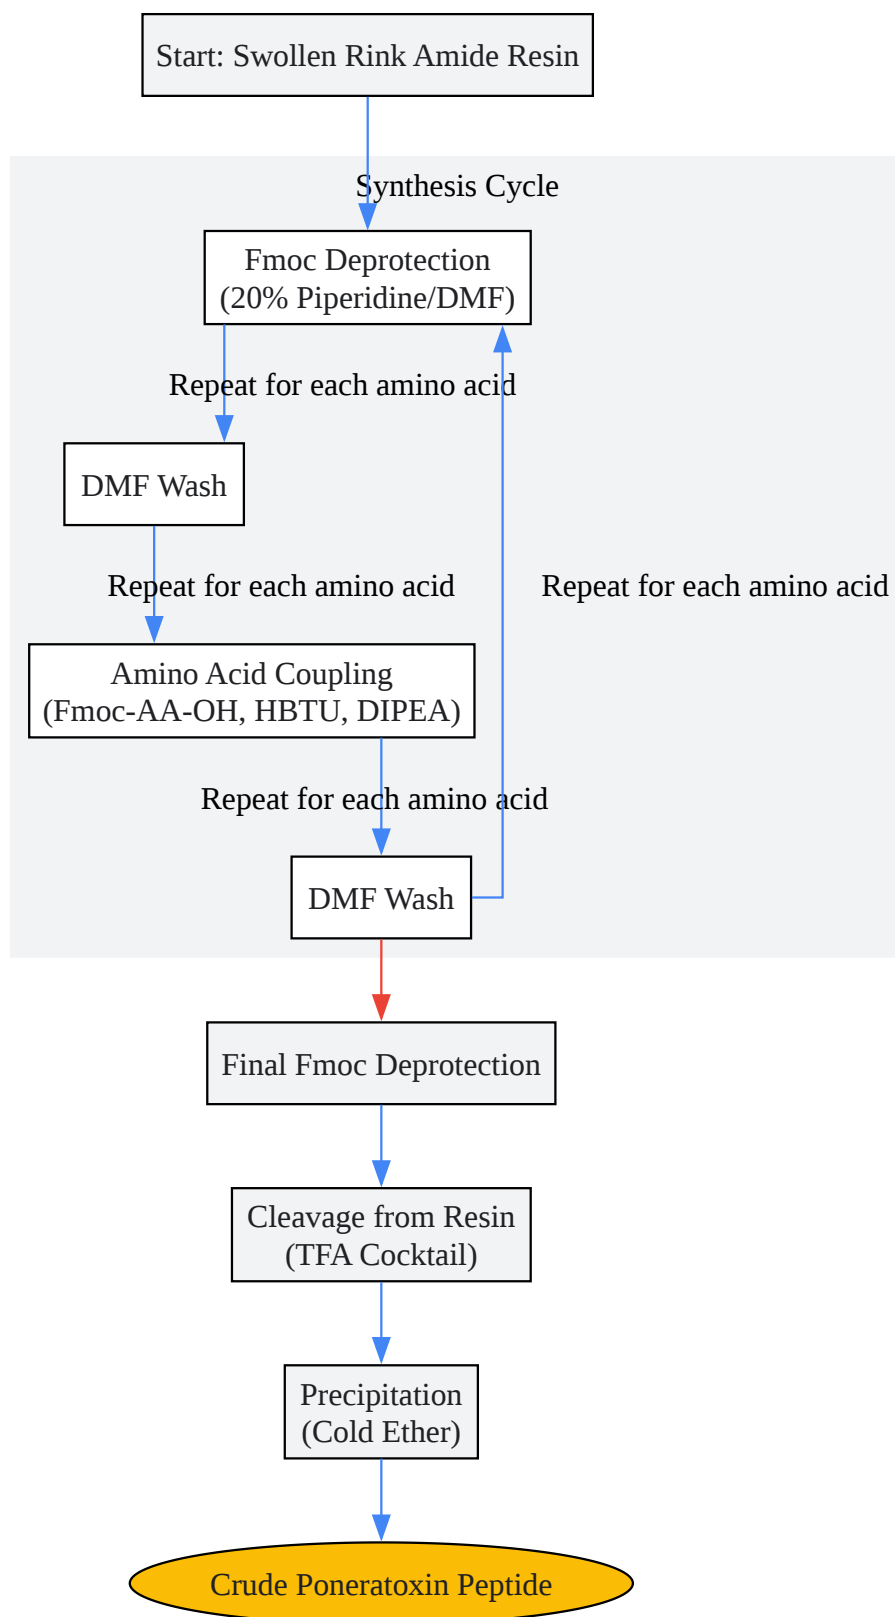 Start: Swollen Rink Amide Resin
Synthesis Cycle
Fmoc Deprotection
(20% Piperidine/DMF)
Repeat for each amino acid
DMF Wash
Repeat for each amino acid
Repeat for each amino acid
Amino Acid Coupling
(Fmoc-AA-OH, HBTU, DIPEA)
Repeat for each amino acid
DMF Wash
Final Fmoc Deprotection
Cleavage from Resin
(TFA Cocktail)
Precipitation
(Cold Ether)
Crude Poneratoxin Peptide